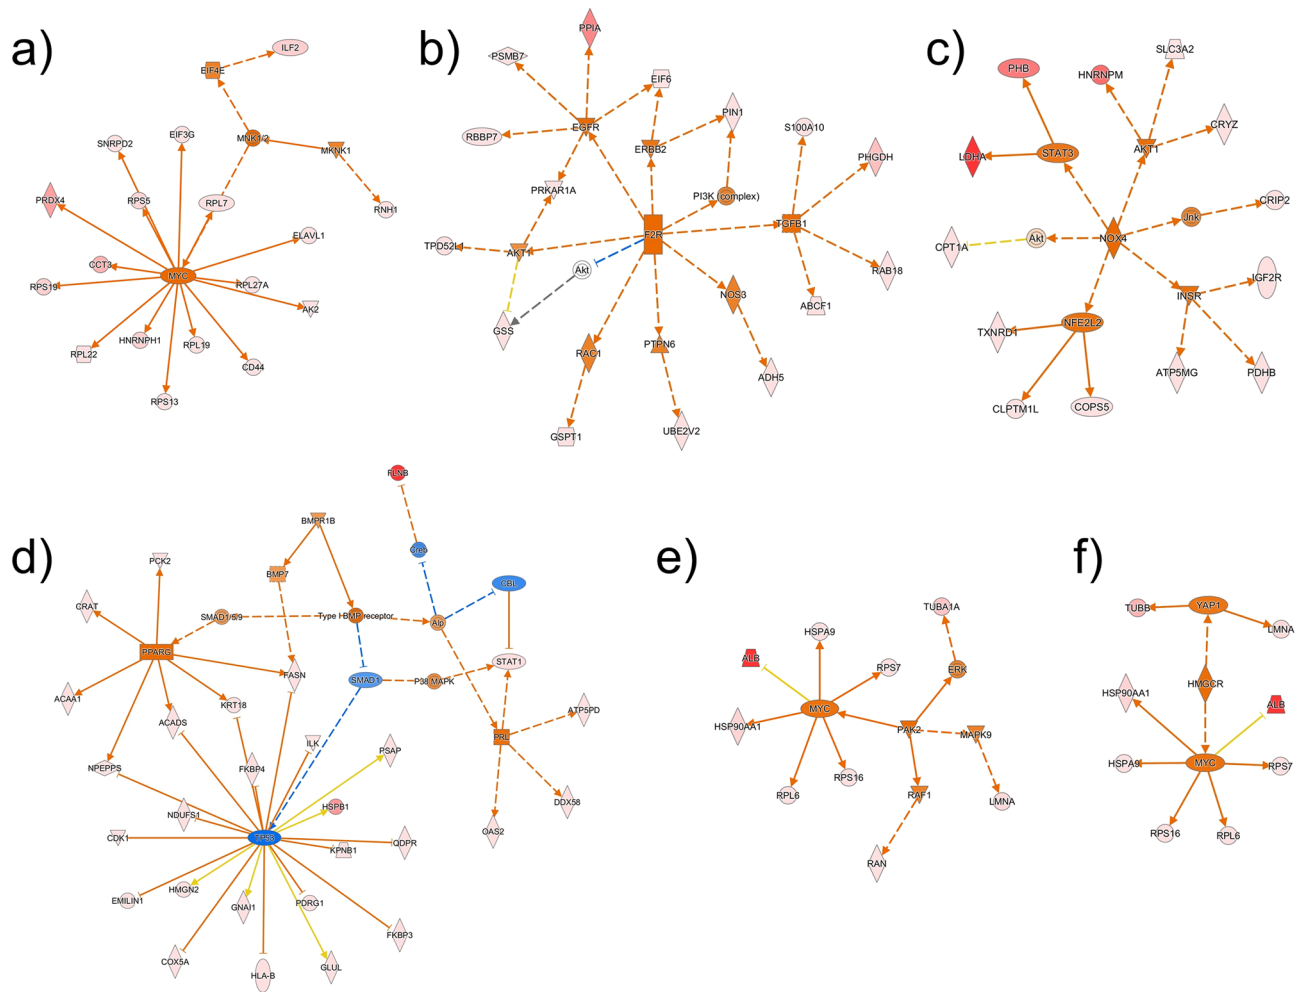 a)
ILF2
EIF4E
SNRPD2
EIF3G
MNK1/2
MKNK1
PRDX4
RPS5
RPL7
RNH1
ELAVL1
CCT3
MYC
RPS19
RPL27A
AK2
RPL22
HNRNPH1
RPL19
CD44
RPS13
b)
PPIA
PSMB7
EIF6
EGFR
PIN1
RBBP7
ERBB2
S100A10
PHGDH
PRKAR1A
PI3K (complex)
TGFB1
F2R
TPD52L1
AKT1
Akt
RAB18
NOS3
ABCF1
GSS
RAC1
PTPN6
ADH5
GSPT1
UBE2V2
c)
SLC3A2
PHB
HNRNPM
CRYZ
LDHA
STAT3
AKT1
CRIP2
Jnk
CPT1A
Akt
NOX4
IGF2R
INSR
TXNRD1
NFE2L2
ATP5MG
PDHB
CLPTM1L
COPS5
d)
FLNB
BMPR1B
Creb
PCK2
BMP7
CBL
CRAT
SMAD1/5/9
Type I BMP receptor
Alp
PPARG
STAT1
FASN
SMAD1
P38 MAPK
ACAA1
KRT18
ATP5PD
ACADS
PRL
ILK
PSAP
NPEPPS
FKBP4
DDX58
HSPB1
NDUFS1
OAS2
CDK1
TP53
QDPR
KPNB1
HMGN2
EMILIN1
PDRG1
GNAI1
FKBP3
COX5A
HLA-B
GLUL
e)
TUBA1A
HSPA9
ALB
RPS7
ERK
MYC
HSP90AA1
PAK2
MAPK9
RPS16
RPL6
RAF1
LMNA
RAN
f)
YAP1
TUBB
LMNA
HMGCR
HSP90AA1
ALB
HSPA9
MYC
RPS7
RPS16
RPL6